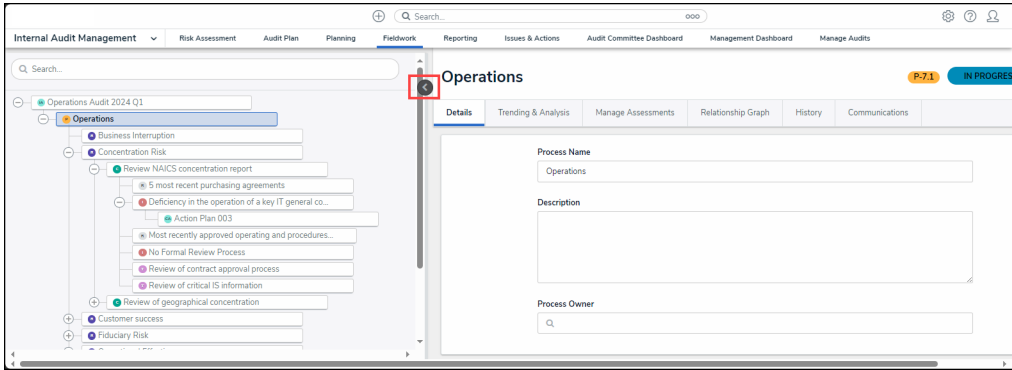 Search...
Internal Audit Management Risk Assessment Audit Plan Planning Fieldwork Reporting Issues & Actions Audit Committee Dashboard Management Dashboard Manage Audits
Search...
Operations Audit 2024 Q1
Operations
Business Interruption
Concentration Risk
Review NAICS concentration report
5 most recent purchasing agreements
Deficiency in the operation of a key IT general co...
Action Plan 003
Most recently approved operating and procedures...
No Formal Review Process
Review of contract approval process
Review of critical IS information
Review of geographical concentration
Customer success
Fiduciary Risk
Operations
P-7.1
IN PROGRES
Details Trending & Analysis Manage Assessments Relationship Graph History Communications
Process Name
Operations
Description
Process Owner